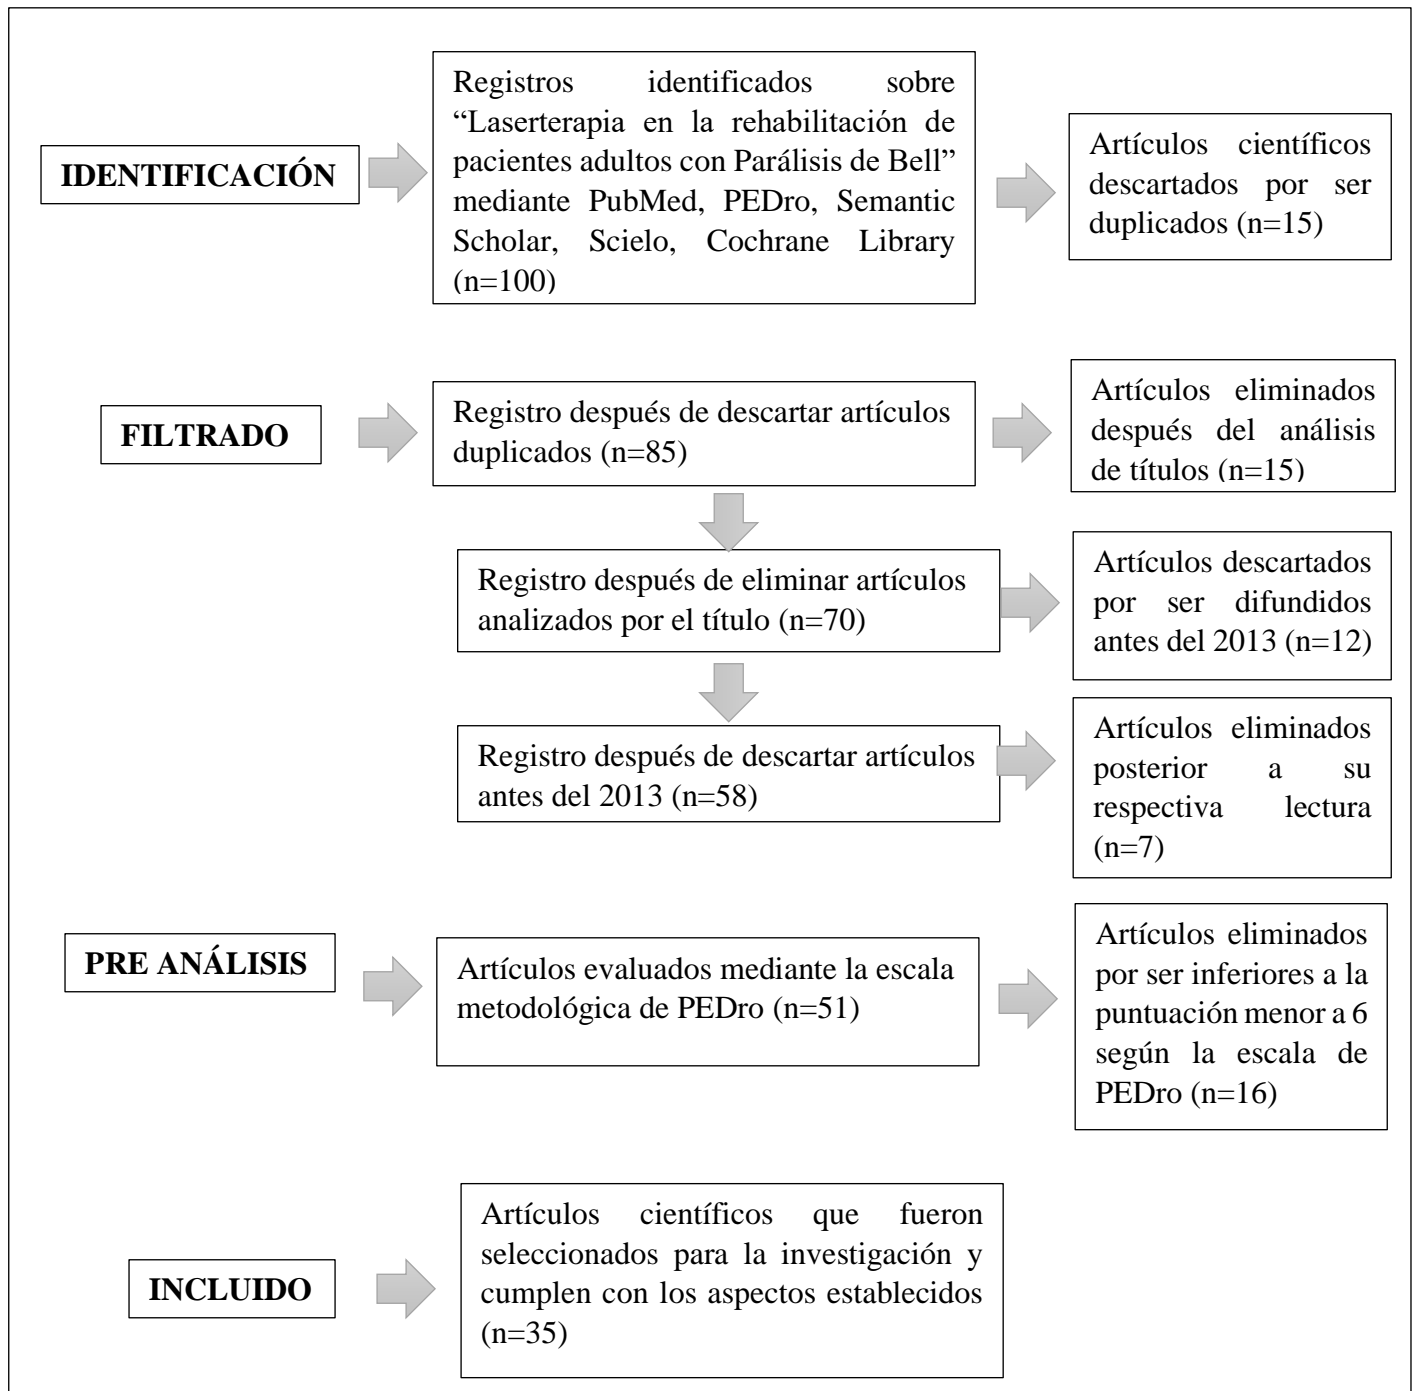 IDENTIFICACIÓN
Registros identificados sobre
“Laserterapia en la rehabilitación de
pacientes adultos con Parálisis de Bell”
mediante PubMed, PEDro, Semantic
Scholar, Scielo, Cochrane Library
(n=100)
Artículos científicos
descartados por ser
duplicados (n=15)
FILTRADO
Registro después de descartar artículos
duplicados (n=85)
Artículos eliminados
después del análisis
de títulos (n=15)
Registro después de eliminar artículos
analizados por el título (n=70)
Artículos descartados
por ser difundidos
antes del 2013 (n=12)
Registro después de descartar artículos
antes del 2013 (n=58)
Artículos eliminados
posterior a su
respectiva lectura
(n=7)
PRE ANÁLISIS
Artículos evaluados mediante la escala
metodológica de PEDro (n=51)
Artículos eliminados
por ser inferiores a la
puntuación menor a 6
según la escala de
PEDro (n=16)
INCLUIDO
Artículos científicos que fueron
seleccionados para la investigación y
cumplen con los aspectos establecidos
(n=35)